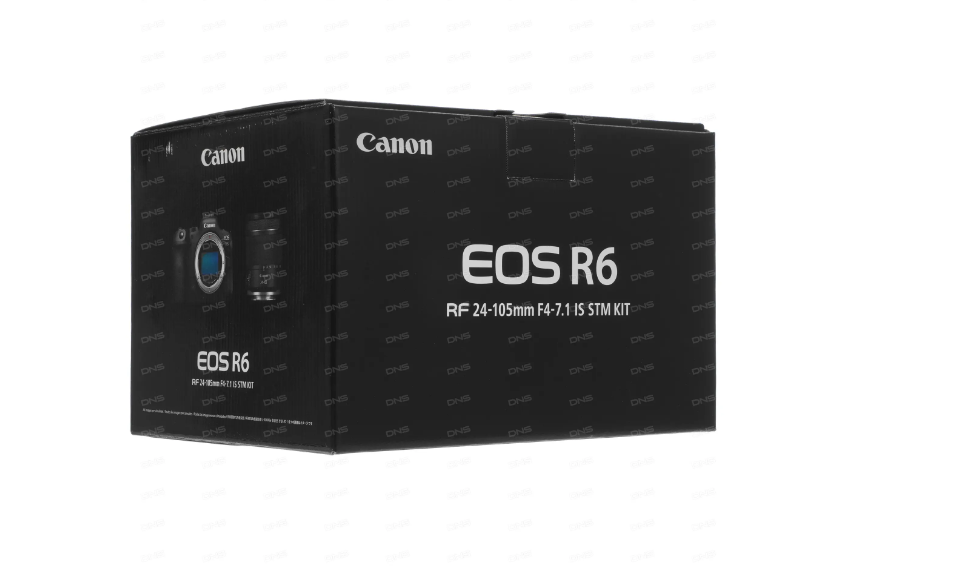 Canon
EOS R6
RF 24-105mm F4-7.1 IS STM KIT
Canon
EOS R6
RF 24-105mm F4-7.1 IS STM KIT
DNS